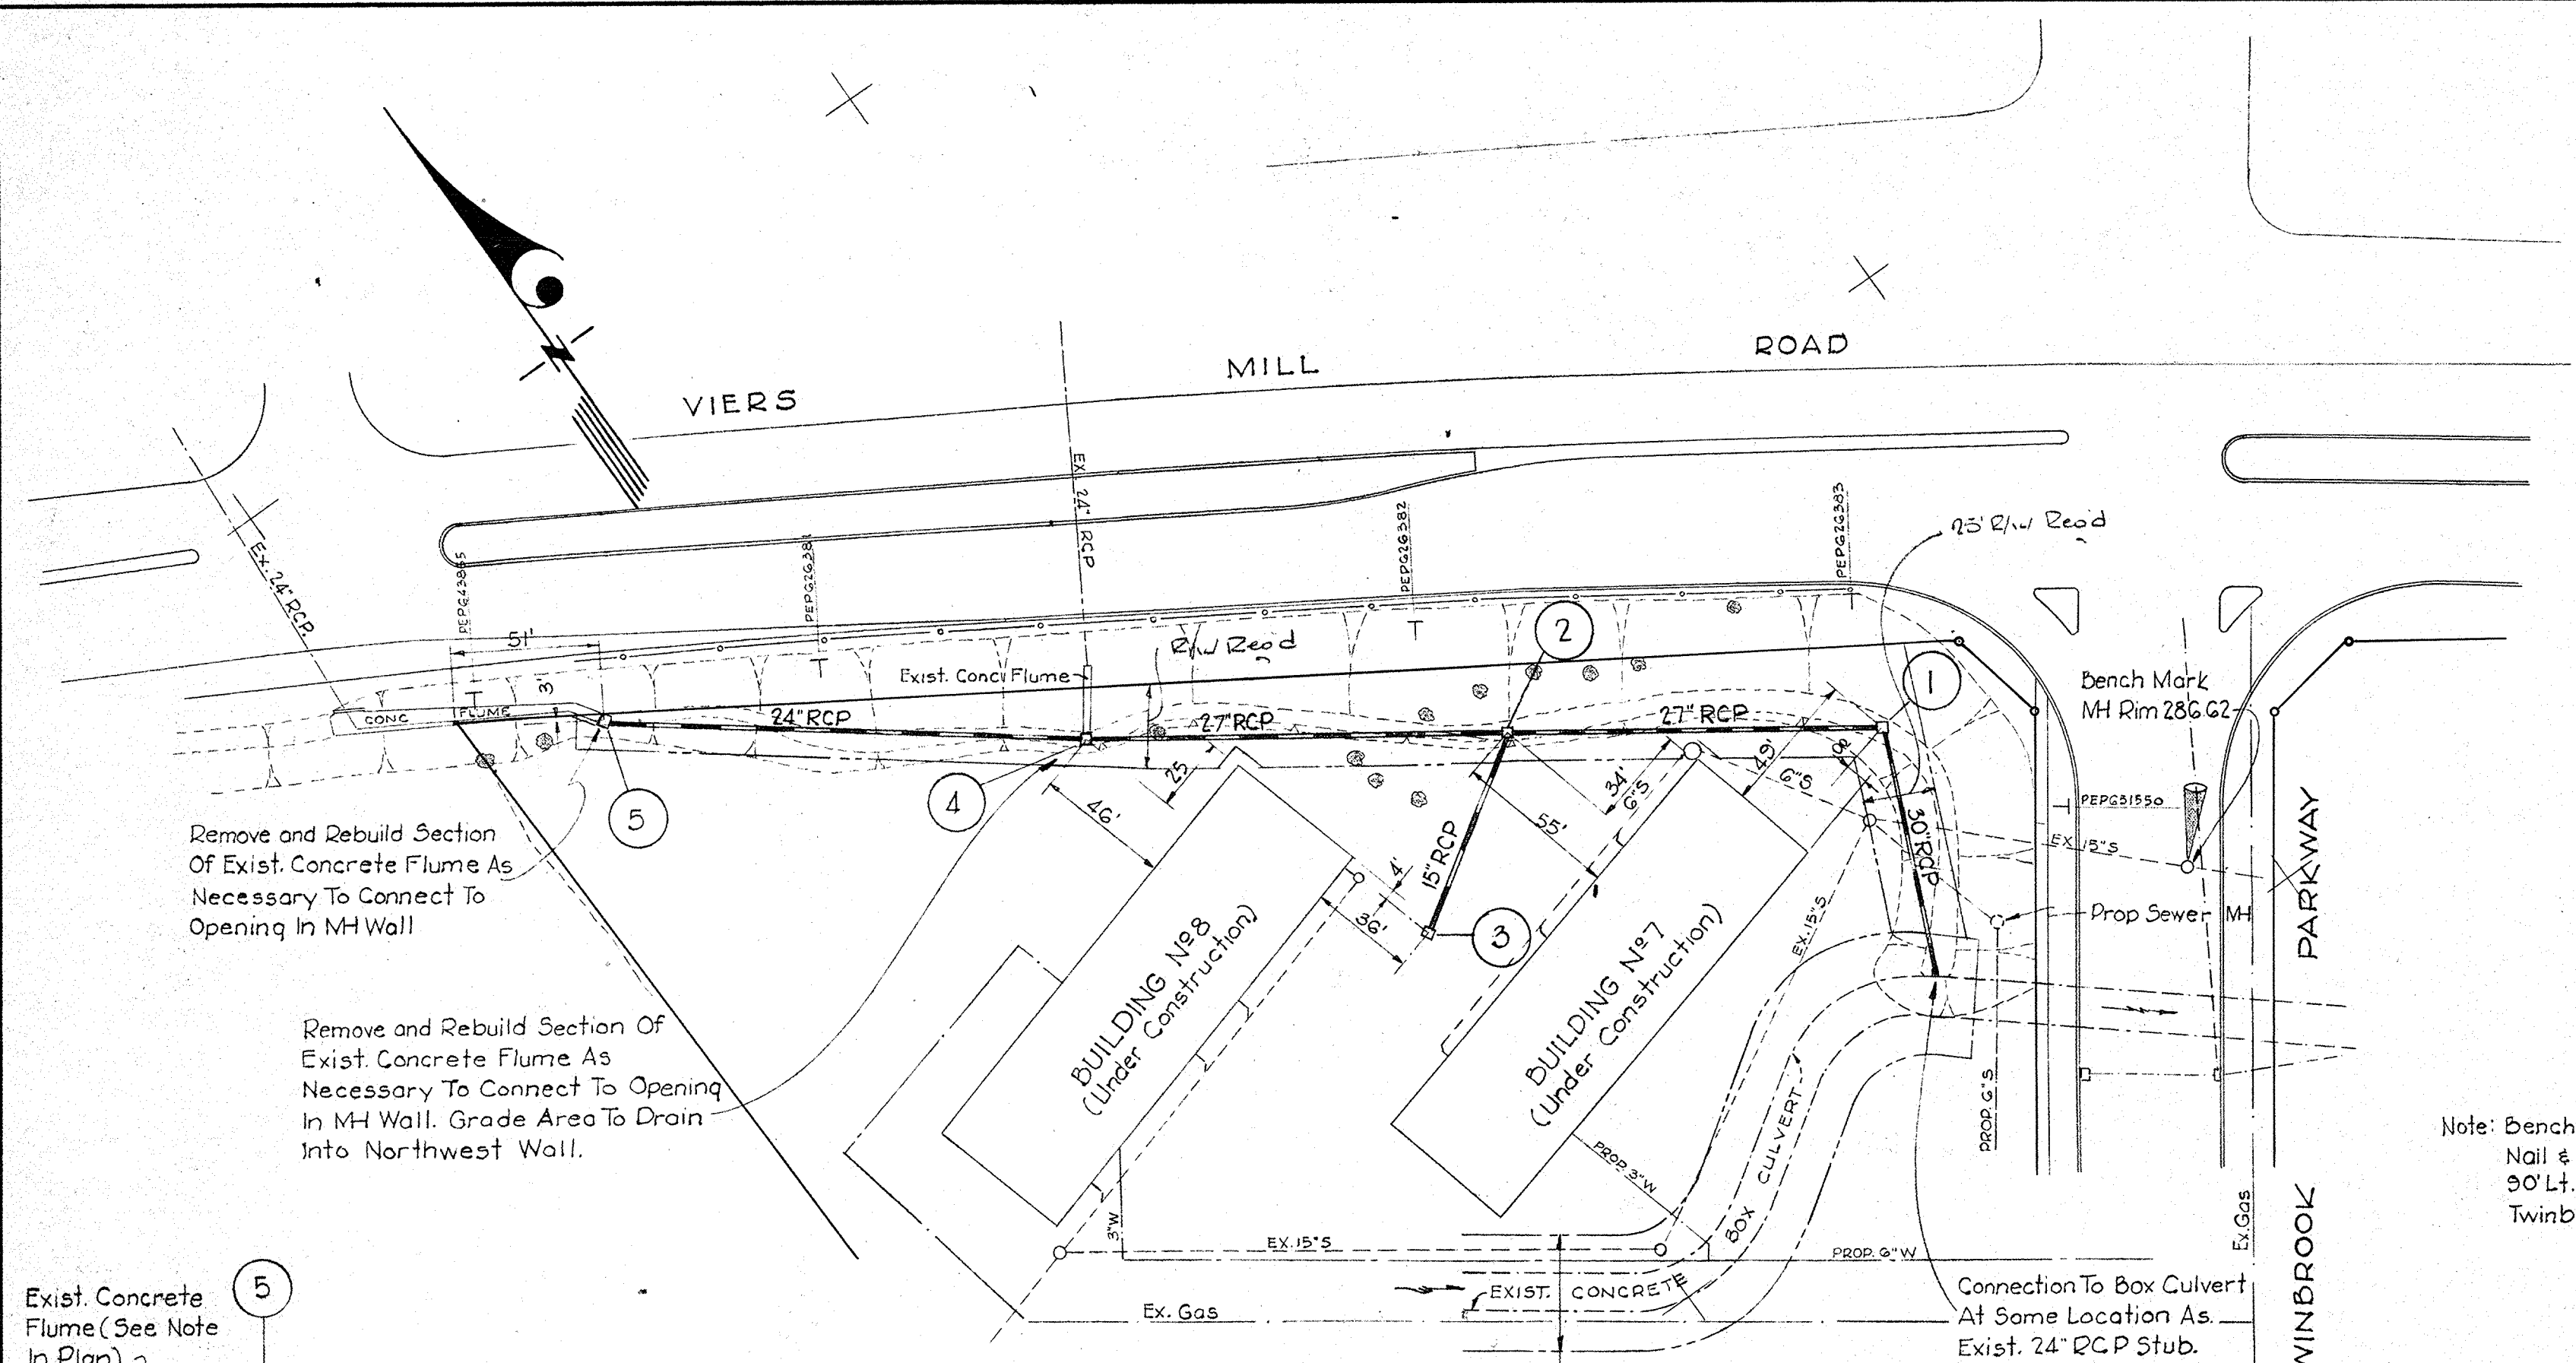 VIERS MILL ROAD
N
EX. 24" RCP
Ex. 24" RCP.
PEPG26381
PEPG26382
PEPG26383
25' R/W Req'd
51'
3'
R/W Req'd
Exist. Conc. Flume
2
1
CONC FLUME
24" RCP
27" RCP
27" RCP
Bench Mark
MH Rim 286.62
5
4
46'
25
34'
6"S
49'
6"S
55'
30" RCP
15" RCP
4'
36'
3
PEPG31550
EX. 15"S
EX. 15"S
Prop Sewer MH
Remove and Rebuild Section
Of Exist. Concrete Flume As
Necessary To Connect To
Opening In MH Wall
BUILDING Nº 8
(Under Construction)
BUILDING Nº 7
(Under Construction)
Remove and Rebuild Section Of
Exist. Concrete Flume As
Necessary To Connect To Opening
In MH Wall. Grade Area To Drain
Into Northwest Wall.
PROP. 6"S
PROP. 3"W
3"W
BOX CULVERT
EX. 15"S
PROP. 6"W
EXIST. CONCRETE
Ex. Gas
Ex. Gas
PARKWAY
WINBROOK
Note: Bench
Nail &
90' Lt.
Twinb
Connection To Box Culvert
At Same Location As.
Exist. 24" RCP Stub.
5
Exist. Concrete
Flume (See Note
In Plan)